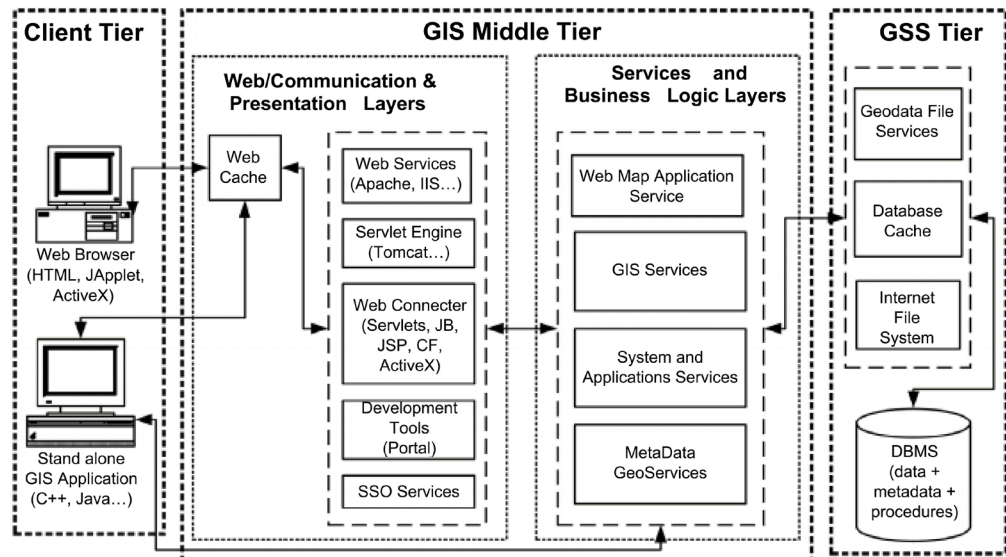 Client Tier
Web Browser
(HTML, JApplet,
ActiveX)
Stand alone
GIS Application
(C++, Java…)
GIS Middle Tier
Web/Communication &
Presentation Layers
Web
Cache
Web Services
(Apache, IIS…)
Servlet Engine
(Tomcat…)
Web Connecter
(Servlets, JB,
JSP, CF,
ActiveX)
Development
Tools
(Portal)
SSO Services
Services and
Business Logic Layers
Web Map Application
Service
GIS Services
System and
Applications Services
MetaData
GeoServices
GSS Tier
Geodata File
Services
Database
Cache
Internet
File
System
DBMS
(data +
metadata +
procedures)